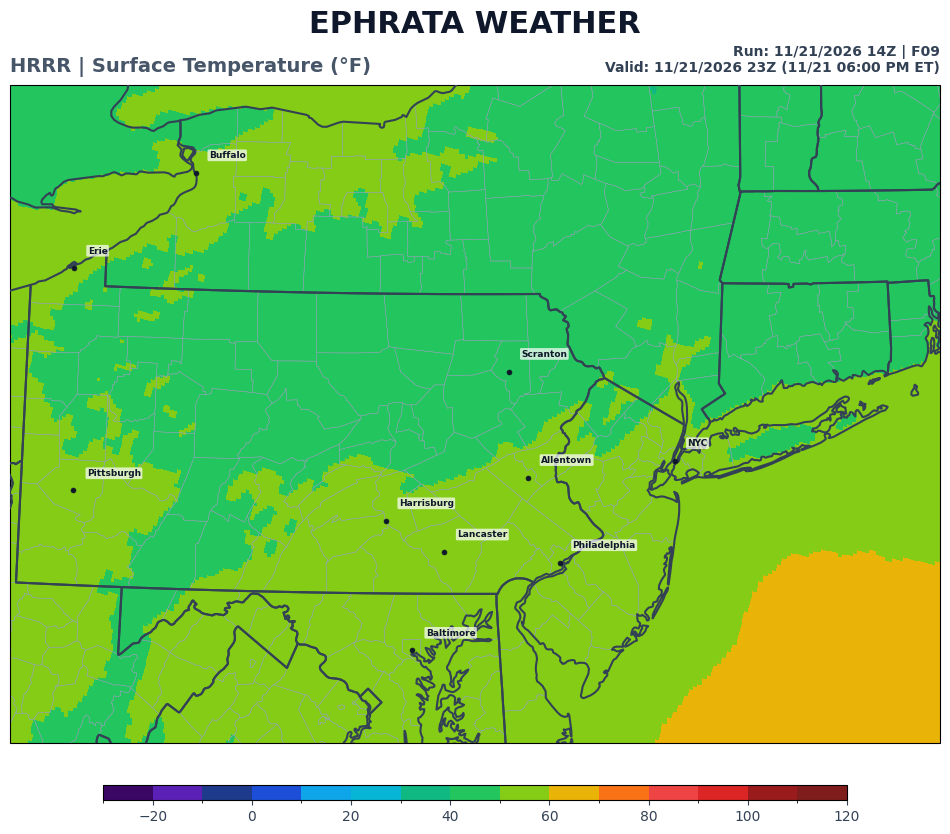 EPHRATA WEATHER
HRRR | Surface Temperature (°F)
Run: 11/21/2026 14Z | F09
Valid: 11/21/2026 23Z (11/21 06:00 PM ET)
Buffalo
Erie
Scranton
NYC
Allentown
Pittsburgh
Harrisburg
Lancaster
Philadelphia
Baltimore
−20 0 20 40 60 80 100 120